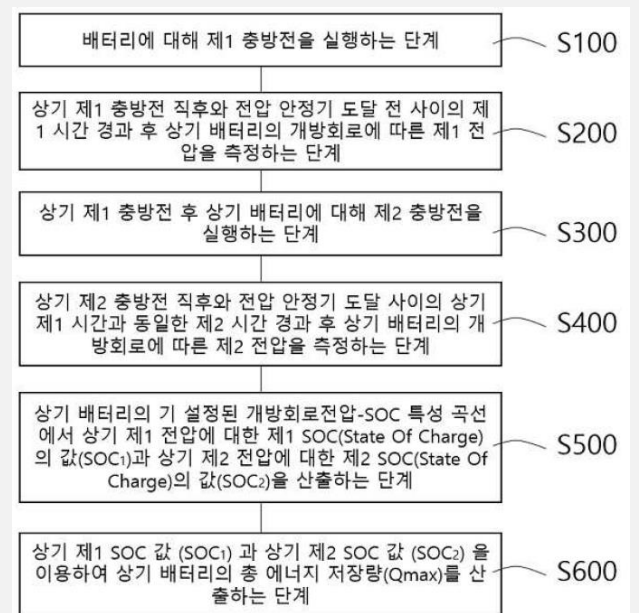 배터리에 대해 제1 충방전을 실행하는 단계
S100
상기 제1 충방전 직후와 전압 안정기 도달 전 사이의 제
1 시간 경과 후 상기 배터리의 개방회로에 따른 제1 전
압을 측정하는 단계
S200
상기 제1 충방전 후 상기 배터리에 대해 제2 충방전을
실행하는 단계
S300
상기 제2 충방전 직후와 전압 안정기 도달 사이의 상기
제1 시간과 동일한 제2 시간 경과 후 상기 배터리의 개
방회로에 따른 제2 전압을 측정하는 단계
S400
상기 배터리의 기 설정된 개방회로전압-SOC 특성 곡선
에서 상기 제1 전압에 대한 제1 SOC(State Of Charge)
의 값(SOC₁)과 상기 제2 전압에 대한 제2 SOC(State Of
Charge)의 값(SOC₂)을 산출하는 단계
S500
상기 제1 SOC 값 (SOC₁) 과 상기 제2 SOC 값 (SOC₂) 을
이용하여 상기 배터리의 총 에너지 저장량(Qmax)를 산
출하는 단계
S600